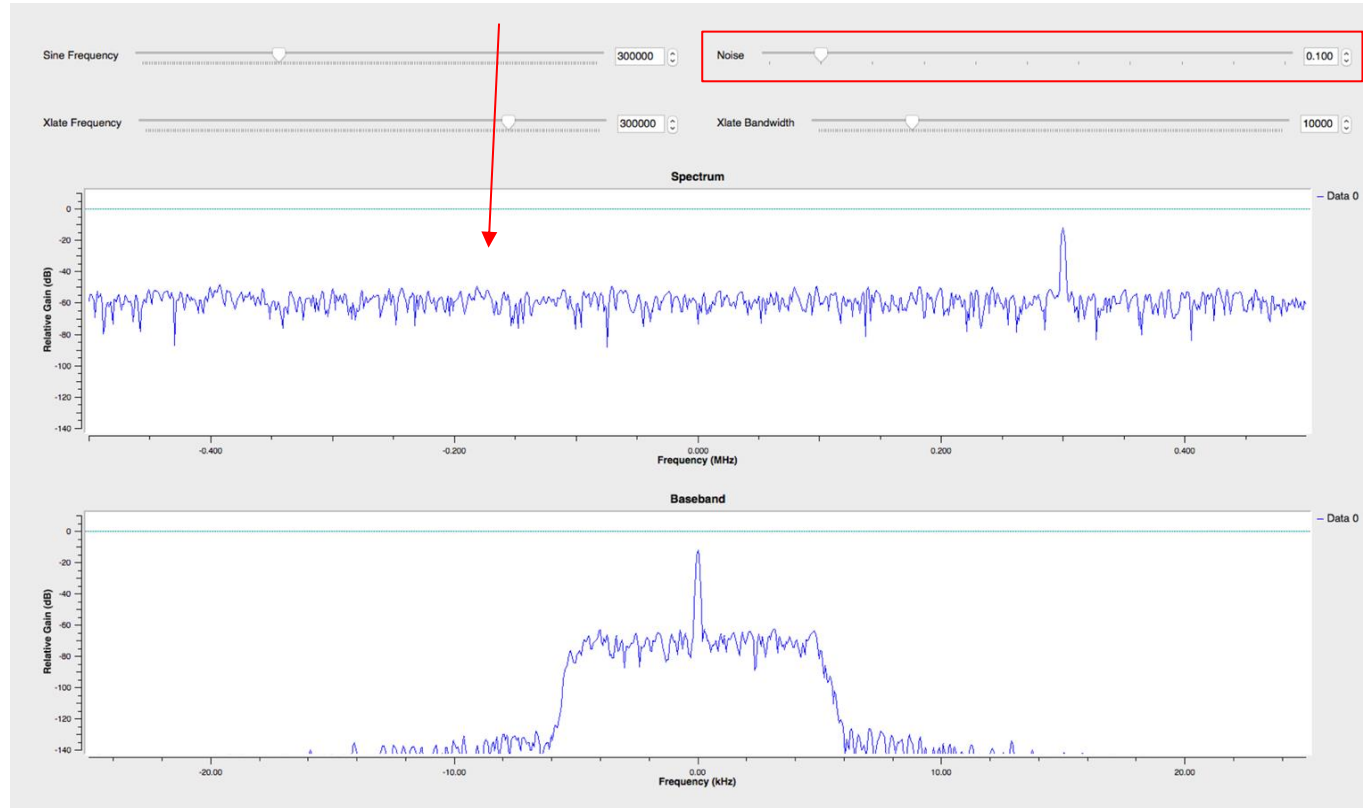 Sine Frequency 300000 Noise 0.100
Xlate Frequency 300000 Xlate Bandwidth 10000
Spectrum
Data 0
0
-20
-40
-60
-80
-100
-120
-140
Relative Gain (dB)
-0.400 -0.200 0.000 0.200 0.400
Frequency (MHz)
Baseband
Data 0
0
-20
-40
-60
-80
-100
-120
-140
Relative Gain (dB)
-20.00 -10.00 0.00 10.00 20.00
Frequency (kHz)